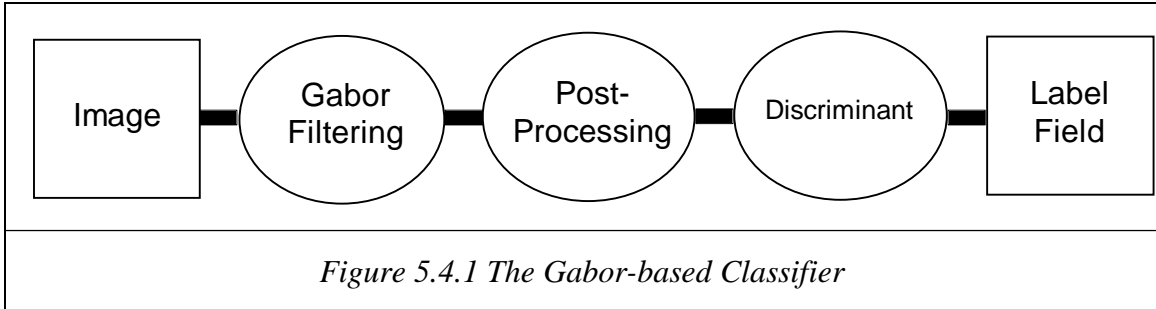 Image
Gabor
Filtering
Post-
Processing
Discriminant
Label
Field
Figure 5.4.1 The Gabor-based Classifier